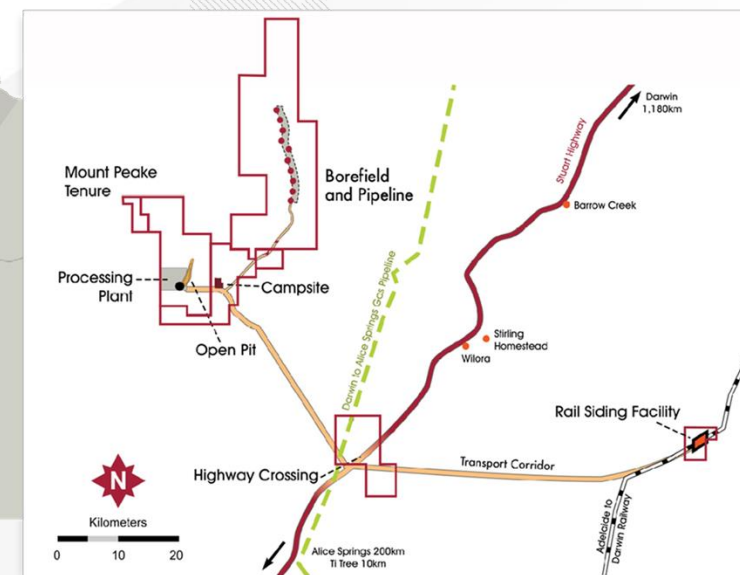 Darwin
1,180km
Stuart Highway
Mount Peake
Tenure
Borefield
and Pipeline
Barrow Creek
Darwin to Alice Springs Gas Pipeline
Processing
Plant
Campsite
Open Pit
Stirling
Homestead
Wilora
Rail Siding Facility
Highway Crossing
Transport Corridor
N
Kilometers
0 10 20
Adelaide to
Darwin Railway
Alice Springs 200km
Ti Tree 10km